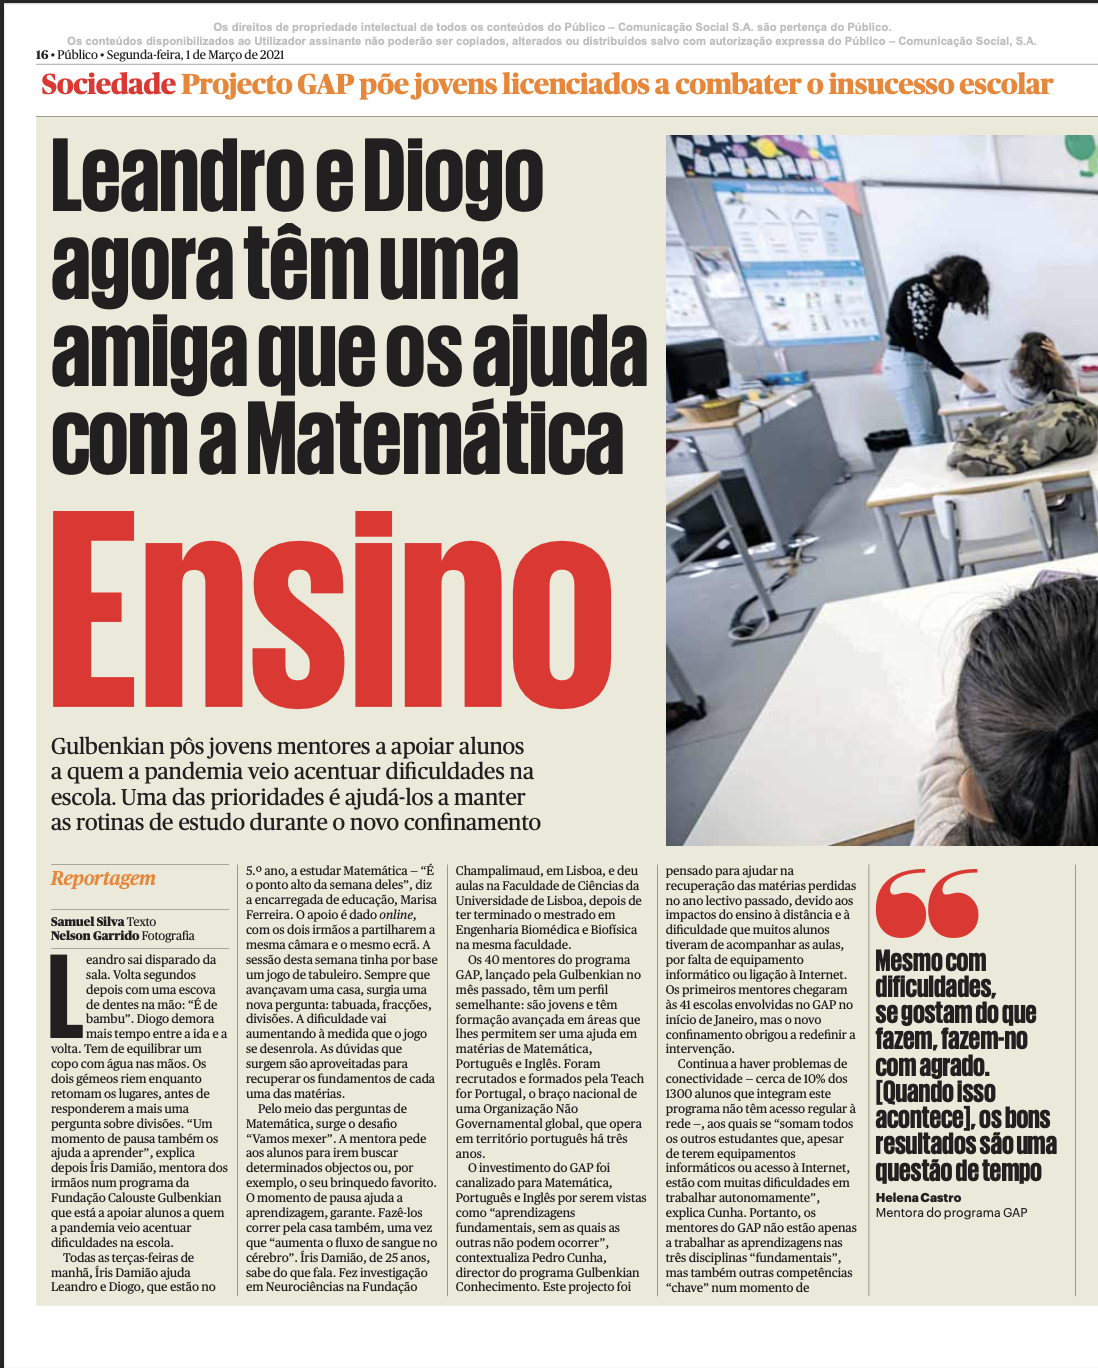 Os direitos de propriedade intelectual de todos os conteúdos do Público – Comunicação Social S.A. são pertença do Público.
Os conteúdos disponibilizados ao Utilizador assinante não poderão ser copiados, alterados ou distribuídos salvo com autorização expressa do Público – Comunicação Social, S.A.
16 • Público • Segunda-feira, 1 de Março de 2021
Sociedade Projecto GAP põe jovens licenciados a combater o insucesso escolar
Leandro e Diogo
agora têm uma
amiga que os ajuda
com a Matemática
Ensino
Gulbenkian pôs jovens mentores a apoiar alunos
a quem a pandemia veio acentuar dificuldades na
escola. Uma das prioridades é ajudá-los a manter
as rotinas de estudo durante o novo confinamento
Reportagem
Samuel Silva Texto
Nelson Garrido Fotografia
Leandro sai disparado da
sala. Volta segundos
depois com uma escova
de dentes na mão: “É de
bambu”. Diogo demora
mais tempo entre a ida e a
volta. Tem de equilibrar um
copo com água nas mãos. Os
dois gémeos riem enquanto
retomam os lugares, antes de
responderem a mais uma
pergunta sobre divisões. “Um
momento de pausa também os
ajuda a aprender”, explica
depois Íris Damião, mentora dos
irmãos num programa da
Fundação Calouste Gulbenkian
que está a apoiar alunos a quem
a pandemia veio acentuar
dificuldades na escola.
Todas as terças-feiras de
manhã, Íris Damião ajuda
Leandro e Diogo, que estão no
5.º ano, a estudar Matemática – “É
o ponto alto da semana deles”, diz
a encarregada de educação, Marisa
Ferreira. O apoio é dado online,
com os dois irmãos a partilharem a
mesma câmara e o mesmo ecrã. A
sessão desta semana tinha por base
um jogo de tabuleiro. Sempre que
avançavam uma casa, surgia uma
nova pergunta: tabuada, fracções,
divisões. A dificuldade vai
aumentando à medida que o jogo
se desenrola. As dúvidas que
surgem são aproveitadas para
recuperar os fundamentos de cada
uma das matérias.
Pelo meio das perguntas de
Matemática, surge o desafio
“Vamos mexer”. A mentora pede
aos alunos para irem buscar
determinados objectos ou, por
exemplo, o seu brinquedo favorito.
O momento de pausa ajuda a
aprendizagem, garante. Fazê-los
correr pela casa também, uma vez
que “aumenta o fluxo de sangue no
cérebro”. Íris Damião, de 25 anos,
sabe do que fala. Fez investigação
em Neurociências na Fundação
Champalimaud, em Lisboa, e deu
aulas na Faculdade de Ciências da
Universidade de Lisboa, depois de
ter terminado o mestrado em
Engenharia Biomédica e Biofísica
na mesma faculdade.
Os 40 mentores do programa
GAP, lançado pela Gulbenkian no
mês passado, têm um perfil
semelhante: são jovens e têm
formação avançada em áreas que
lhes permitem ser uma ajuda em
matérias de Matemática,
Português e Inglês. Foram
recrutados e formados pela Teach
for Portugal, o braço nacional de
uma Organização Não
Governamental global, que opera
em território português há três
anos.
O investimento do GAP foi
canalizado para Matemática,
Português e Inglês por serem vistas
como “aprendizagens
fundamentais, sem as quais as
outras não podem ocorrer”,
contextualiza Pedro Cunha,
director do programa Gulbenkian
Conhecimento. Este projecto foi
pensado para ajudar na
recuperação das matérias perdidas
no ano lectivo passado, devido aos
impactos do ensino à distância e à
dificuldade que muitos alunos
tiveram de acompanhar as aulas,
por falta de equipamento
informático ou ligação à Internet.
Os primeiros mentores chegaram
às 41 escolas envolvidas no GAP no
início de Janeiro, mas o novo
confinamento obrigou a redefinir a
intervenção.
Continua a haver problemas de
conectividade – cerca de 10% dos
1300 alunos que integram este
programa não têm acesso regular à
rede –, aos quais se “somam todos
os outros estudantes que, apesar
de terem equipamentos
informáticos ou acesso à Internet,
estão com muitas dificuldades em
trabalhar autonomamente”,
explica Cunha. Portanto, os
mentores do GAP não estão apenas
a trabalhar as aprendizagens nas
três disciplinas “fundamentais”,
mas também outras competências
“chave” num momento de
“
Mesmo com
dificuldades,
se gostam do que
fazem, fazem-no
com agrado.
[Quando isso
acontece], os bons
resultados são uma
questão de tempo
Helena Castro
Mentora do programa GAP